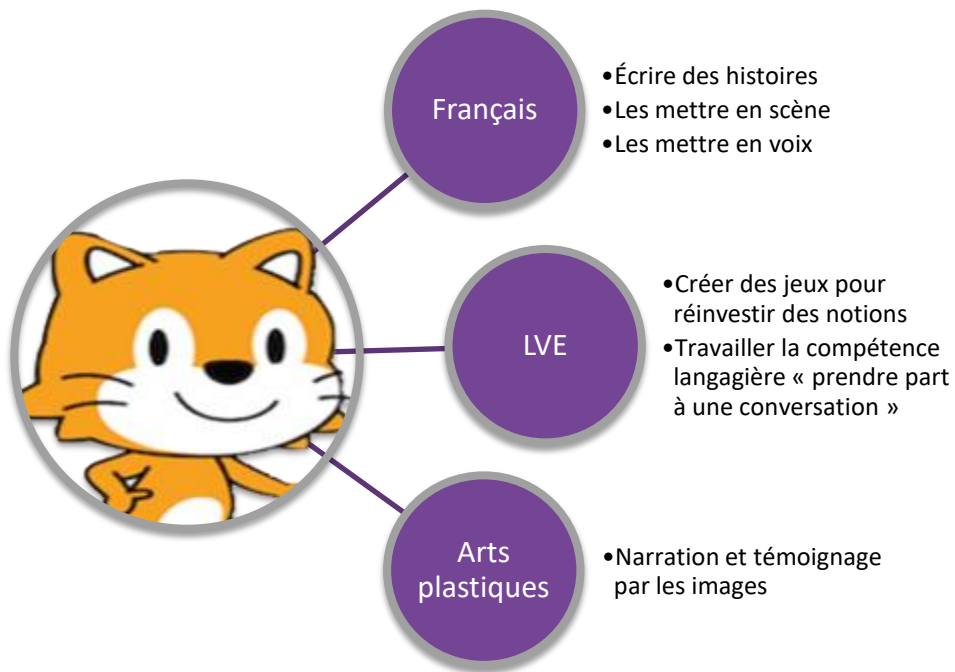 Français
•Écrire des histoires
•Les mettre en scène
•Les mettre en voix
LVE
•Créer des jeux pour
réinvestir des notions
•Travailler la compétence
langagière « prendre part
à une conversation »
Arts
plastiques
•Narration et témoignage
par les images